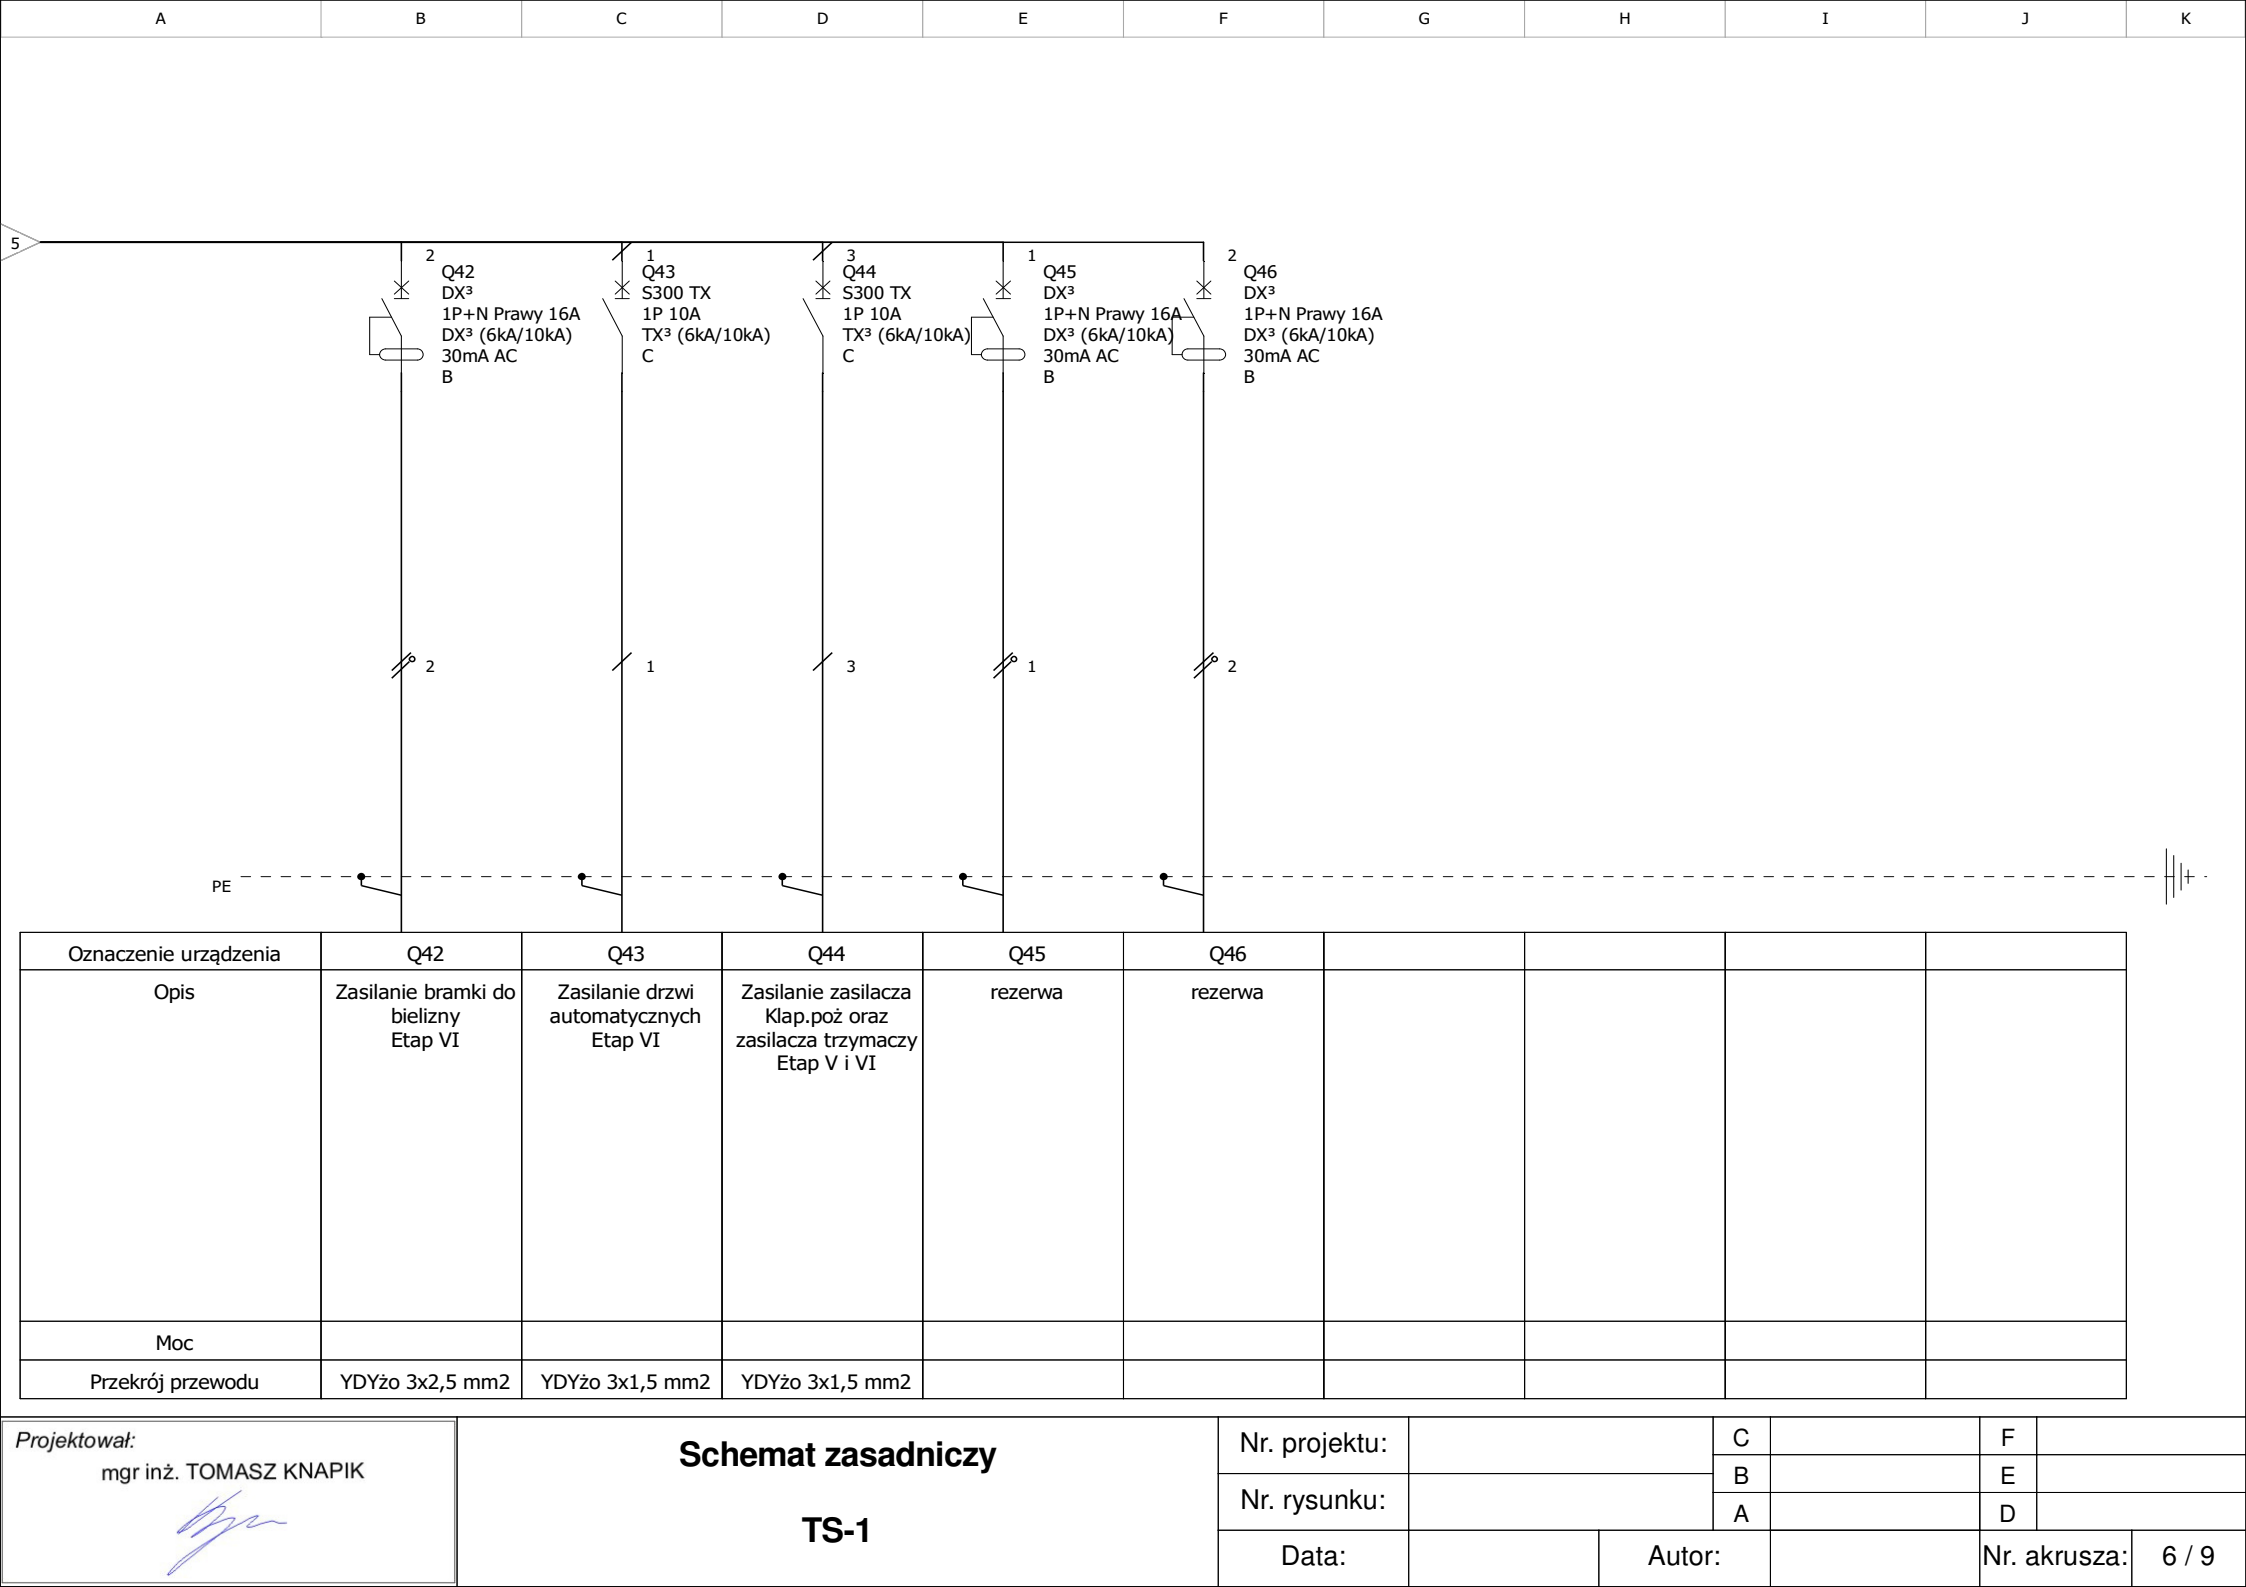 A B C D E F G H I J K
5
2
Q42
DX³
1P+N Prawy 16A
DX³ (6kA/10kA)
30mA AC
B
1
Q43
S300 TX
1P 10A
TX³ (6kA/10kA)
C
3
Q44
S300 TX
1P 10A
TX³ (6kA/10kA)
C
1
Q45
DX³
1P+N Prawy 16A
DX³ (6kA/10kA)
30mA AC
B
2
Q46
DX³
1P+N Prawy 16A
DX³ (6kA/10kA)
30mA AC
B
2 1 3 1 2
PE
Oznaczenie urządzenia Q42 Q43 Q44 Q45 Q46
Opis
Zasilanie bramki do
bielizny
Etap VI
Zasilanie drzwi
automatycznych
Etap VI
Zasilanie zasilacza
Klap.poż oraz
zasilacza trzymaczy
Etap V i VI
rezerwa
rezerwa
Moc
Przekrój przewodu YDYżo 3x2,5 mm2 YDYżo 3x1,5 mm2 YDYżo 3x1,5 mm2
Projektował:
mgr inż. TOMASZ KNAPIK
Schemat zasadniczy
TS-1
Nr. projektu:
Nr. rysunku:
Data:
C
B
A
Autor:
F
E
D
Nr. akrusza: 6 / 9